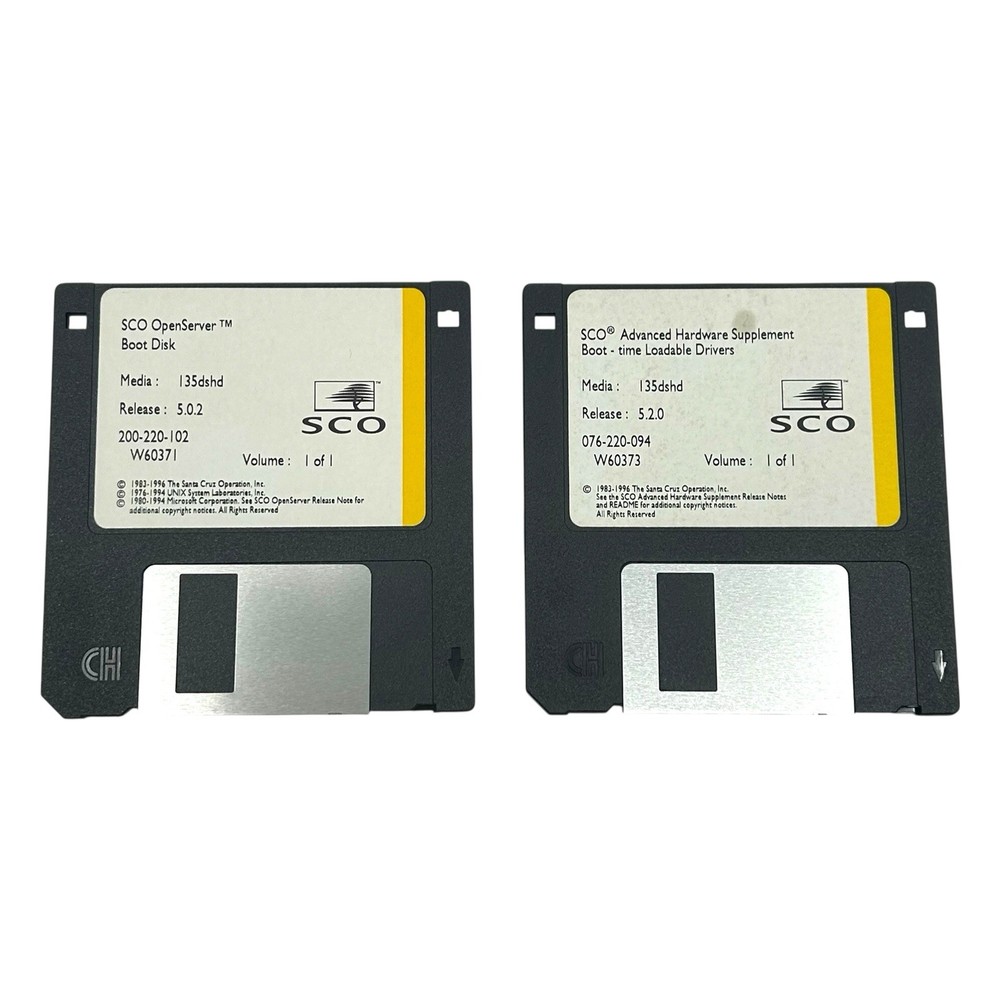 SCO OpenServer ™
Boot Disk
Media : 135dshd
Release : 5.0.2
SCO
200-220-102
W60371 Volume : 1 of 1
© 1983-1996 The Santa Cruz Operation, Inc.
© 1976-1994 UNIX System Laboratories, Inc.
© 1980-1994 Microsoft Corporation. See SCO OpenServer Release Note for
additional copyright notices. All Rights Reserved
CH
SCO® Advanced Hardware Supplement
Boot - time Loadable Drivers
Media : 135dshd
Release : 5.2.0
SCO
076-220-094
W60373 Volume : 1 of 1
© 1983-1996 The Santa Cruz Operation, Inc.
See the SCO Advanced Hardware Supplement Release Notes
and README for additional copyright notices.
All Rights Reserved
CH